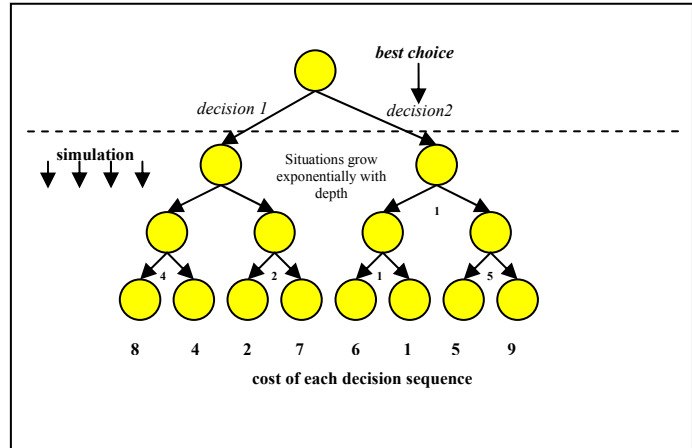 best choice
decision 1
decision2
simulation
Situations grow
exponentially with
depth
1
4
2
1
5
8 4 2 7 6 1 5 9
cost of each decision sequence